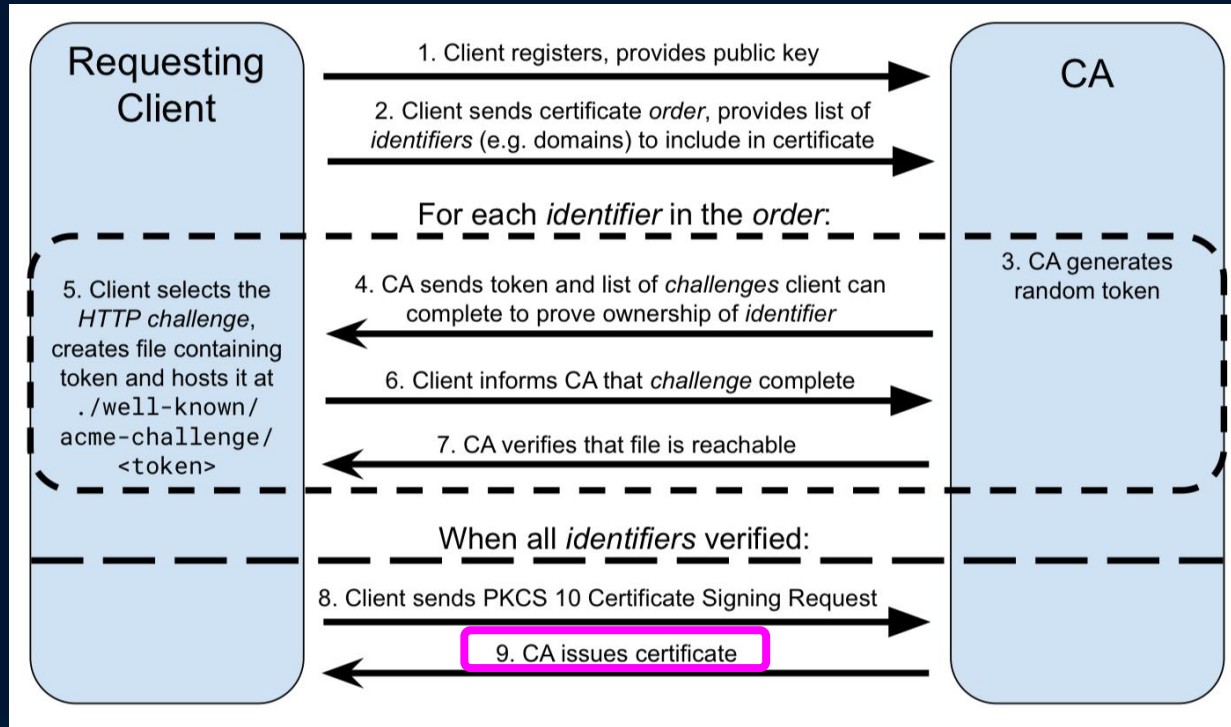 Requesting
Client
CA
1. Client registers, provides public key
2. Client sends certificate order, provides list of
identifiers (e.g. domains) to include in certificate
For each identifier in the order:
3. CA generates
random token
4. CA sends token and list of challenges client can
complete to prove ownership of identifier
5. Client selects the
HTTP challenge,
creates file containing
token and hosts it at
./well-known/
acme-challenge/
<token>
6. Client informs CA that challenge complete
7. CA verifies that file is reachable
When all identifiers verified:
8. Client sends PKCS 10 Certificate Signing Request
9. CA issues certificate